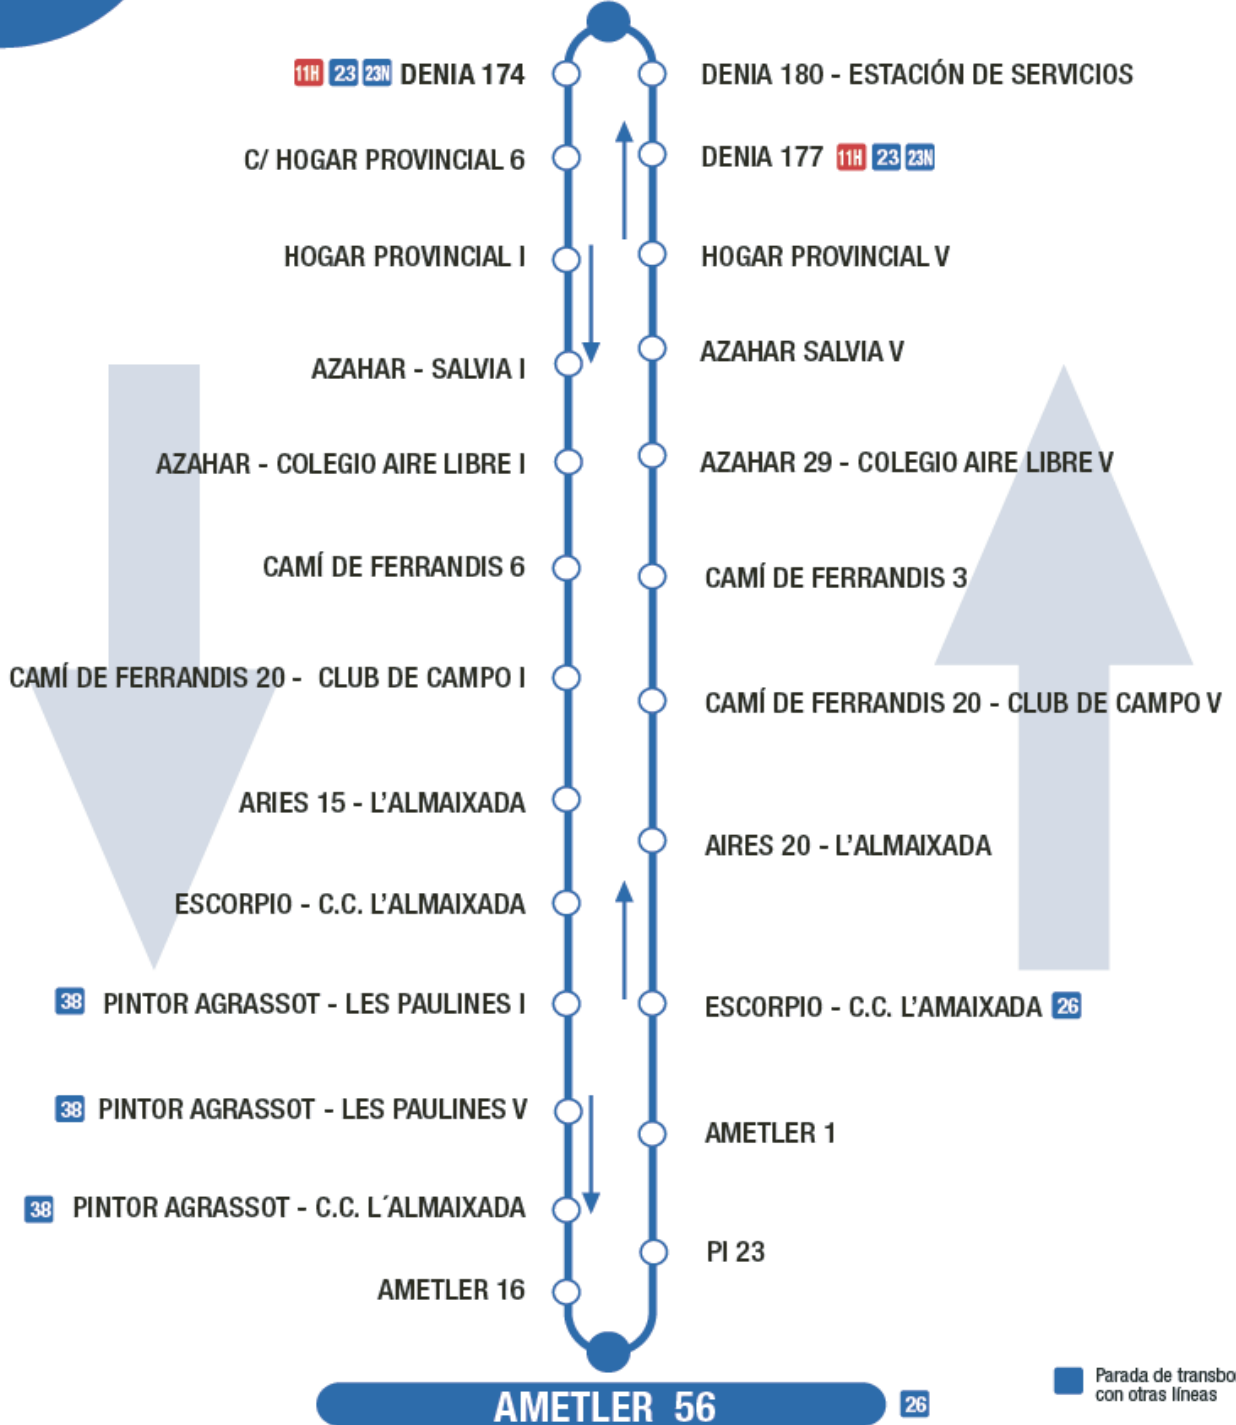 11H 23 23N DENIA 174
C/ HOGAR PROVINCIAL 6
HOGAR PROVINCIAL I
AZAHAR - SALVIA I
AZAHAR - COLEGIO AIRE LIBRE I
CAMÍ DE FERRANDIS 6
CAMÍ DE FERRANDIS 20 - CLUB DE CAMPO I
ARIES 15 - L'ALMAIXADA
ESCORPIO - C.C. L'ALMAIXADA
38 PINTOR AGRASSOT - LES PAULINES I
38 PINTOR AGRASSOT - LES PAULINES V
38 PINTOR AGRASSOT - C.C. L´ALMAIXADA
AMETLER 16
DENIA 180 - ESTACIÓN DE SERVICIOS
DENIA 177 11H 23 23N
HOGAR PROVINCIAL V
AZAHAR SALVIA V
AZAHAR 29 - COLEGIO AIRE LIBRE V
CAMÍ DE FERRANDIS 3
CAMÍ DE FERRANDIS 20 - CLUB DE CAMPO V
AIRES 20 - L'ALMAIXADA
ESCORPIO - C.C. L'AMAIXADA 26
AMETLER 1
PI 23
AMETLER 56 26
Parada de transbo
con otras líneas